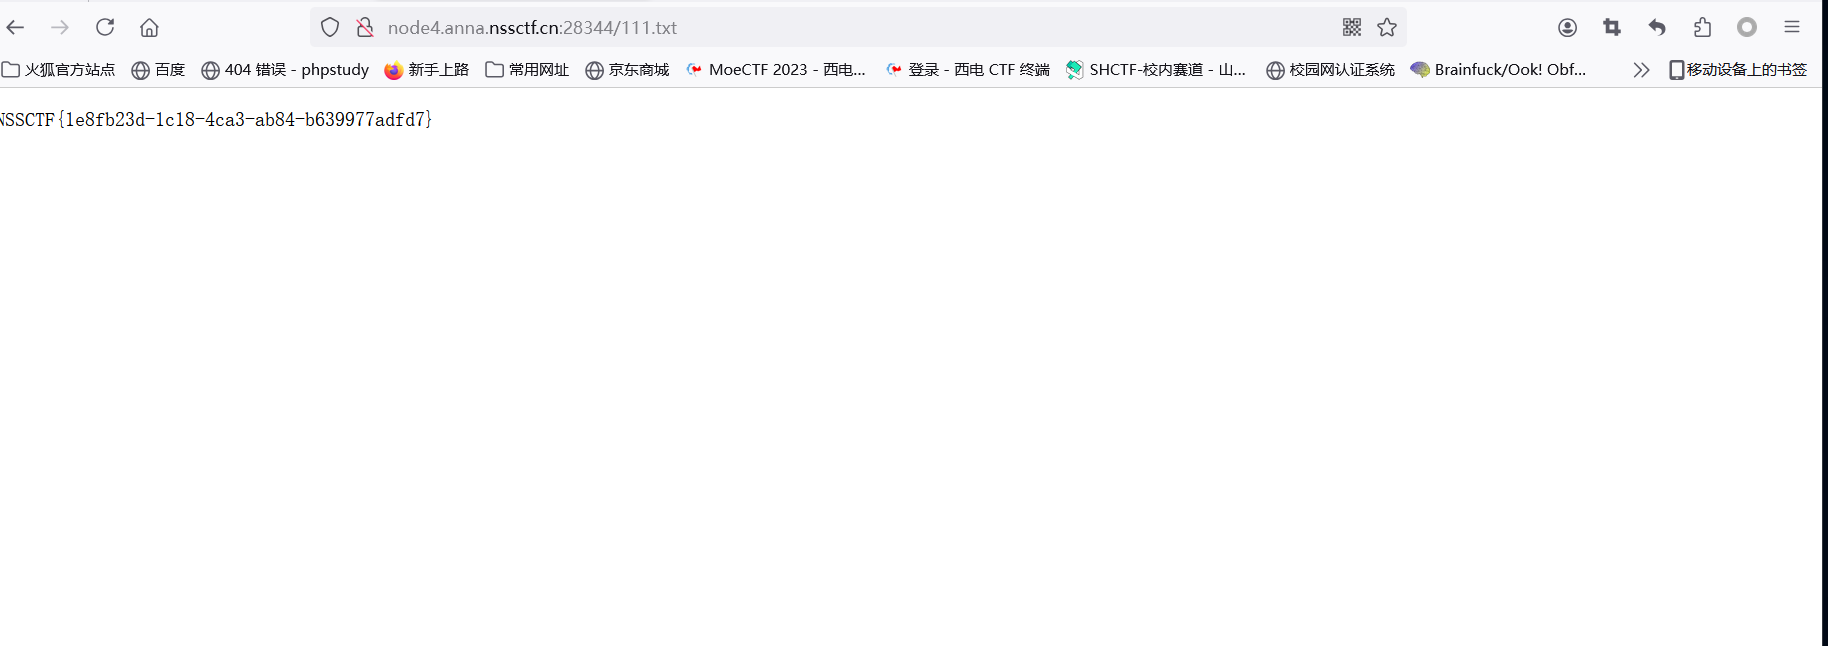 node4.anna.nssctf.cn:28344/111.txt
火狐官方站点 百度 404 错误 - phpstudy 新手上路 常用网址 京东商城 MoeCTF 2023 - 西电... 登录 - 西电 CTF 终端 SHCTF-校内赛道 - 山... 校园网认证系统 Brainfuck/Ook! Obf... 移动设备上的书签
NSSCTF{1e8fb23d-1c18-4ca3-ab84-b639977adfd7}